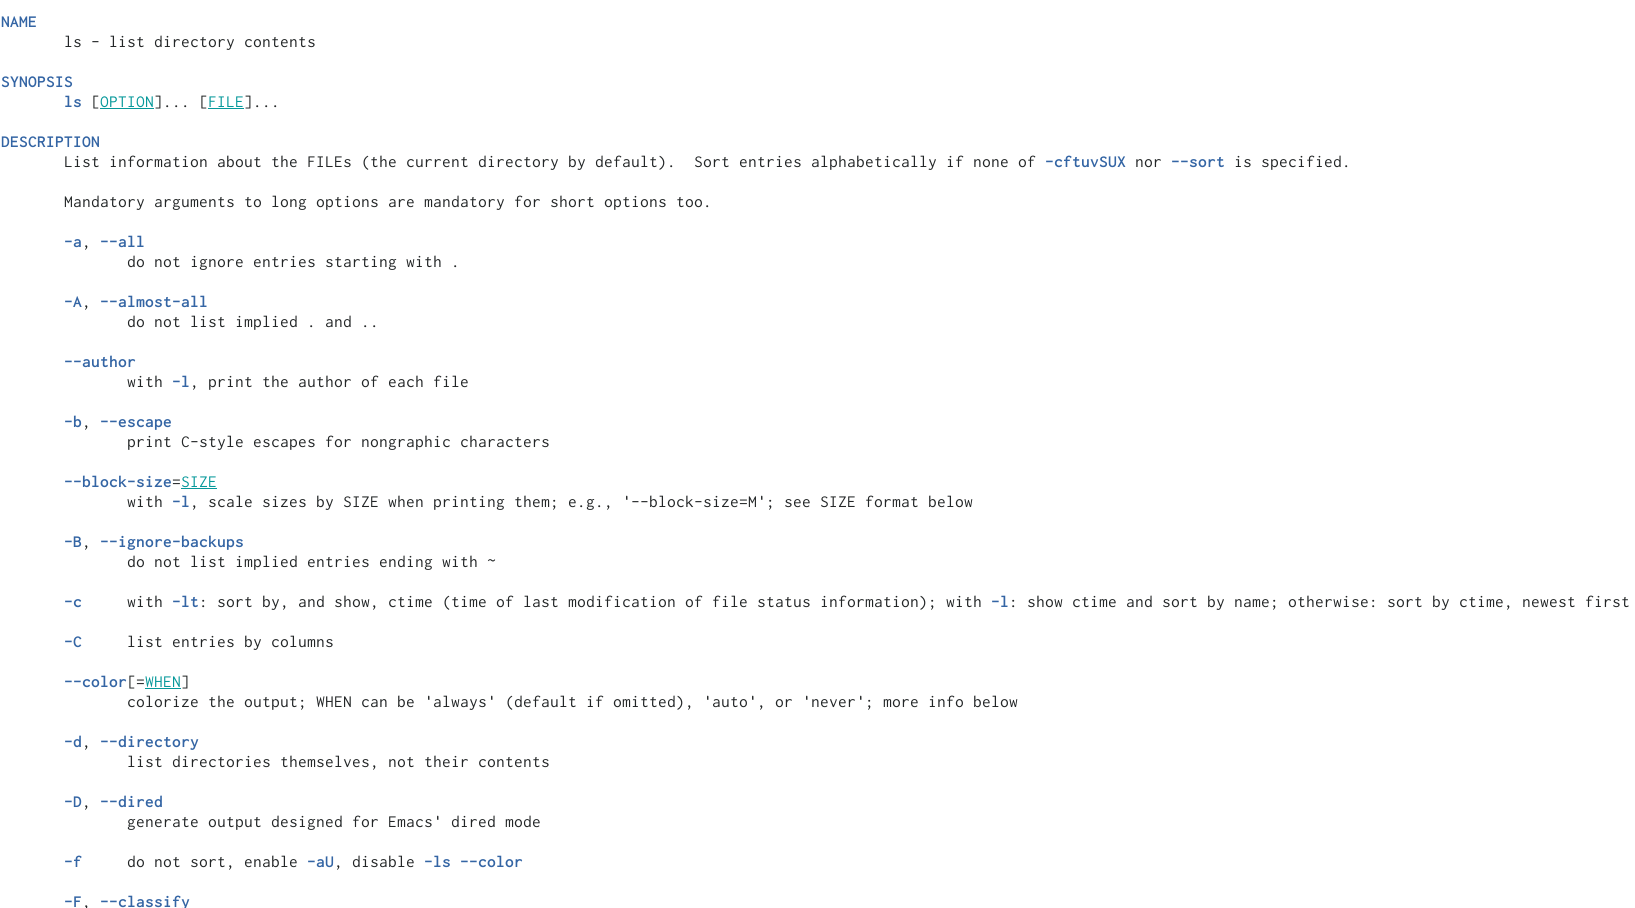 NAME
ls - list directory contents
SYNOPSIS
ls [OPTION]... [FILE]...
DESCRIPTION
List information about the FILEs (the current directory by default).  Sort entries alphabetically if none of -cftuvSUX nor --sort is specified.
Mandatory arguments to long options are mandatory for short options too.
-a, --all
do not ignore entries starting with .
-A, --almost-all
do not list implied . and ..
--author
with -l, print the author of each file
-b, --escape
print C-style escapes for nongraphic characters
--block-size=SIZE
with -l, scale sizes by SIZE when printing them; e.g., '--block-size=M'; see SIZE format below
-B, --ignore-backups
do not list implied entries ending with ~
-c     with -lt: sort by, and show, ctime (time of last modification of file status information); with -l: show ctime and sort by name; otherwise: sort by ctime, newest first
-C     list entries by columns
--color[=WHEN]
colorize the output; WHEN can be 'always' (default if omitted), 'auto', or 'never'; more info below
-d, --directory
list directories themselves, not their contents
-D, --dired
generate output designed for Emacs' dired mode
-f     do not sort, enable -aU, disable -ls --color
-F, --classify